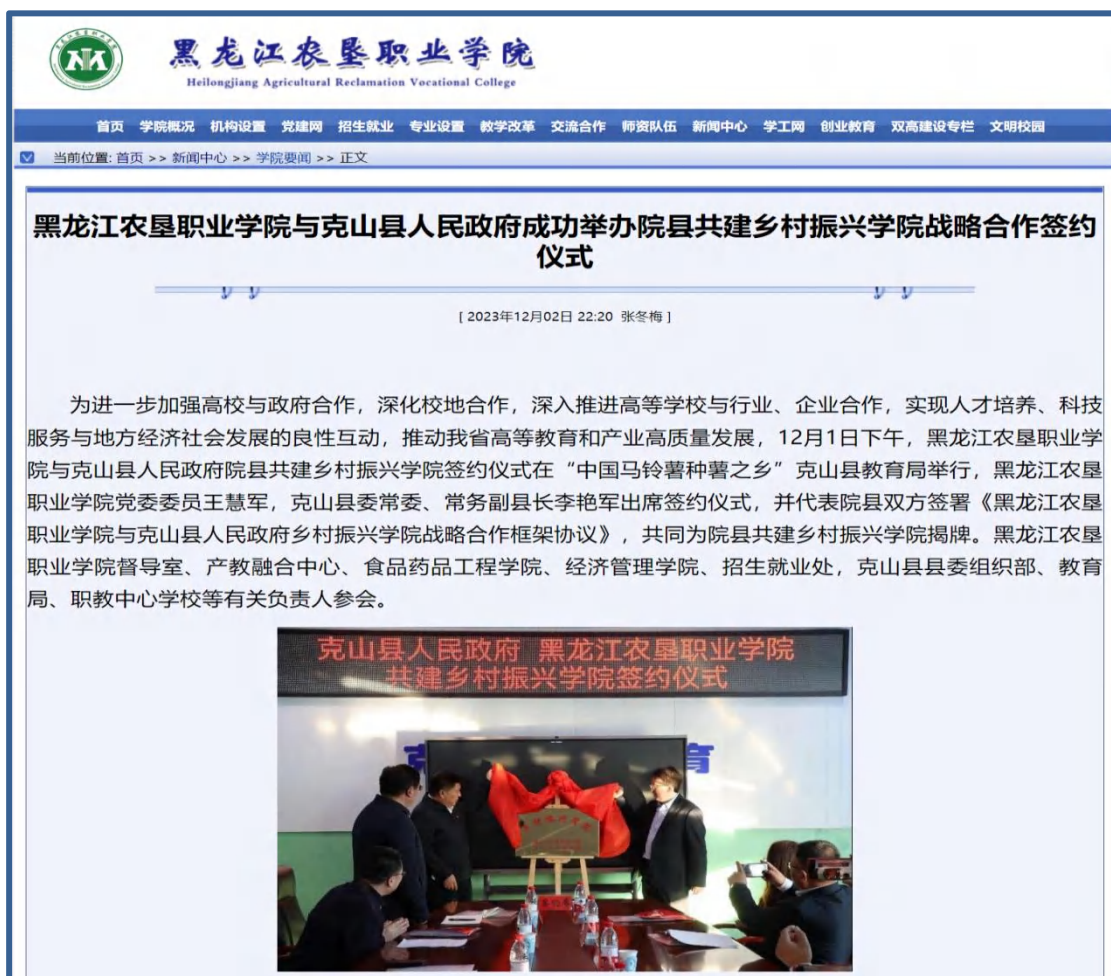 黑龙江农垦职业学院
Heilongjiang Agricultural Reclamation Vocational College
首页 学院概况 机构设置 党建网 招生就业 专业设置 教学改革 交流合作 师资队伍 新闻中心 学工网 创业教育 双高建设专栏 文明校园
当前位置: 首页 >> 新闻中心 >> 学院要闻 >> 正文
黑龙江农垦职业学院与克山县人民政府成功举办院县共建乡村振兴学院战略合作签约
仪式
[ 2023年12月02日 22:20 张冬梅 ]
为进一步加强高校与政府合作，深化校地合作，深入推进高等学校与行业、企业合作，实现人才培养、科技
服务与地方经济社会发展的良性互动，推动我省高等教育和产业高质量发展，12月1日下午，黑龙江农垦职业学
院与克山县人民政府院县共建乡村振兴学院签约仪式在“中国马铃薯种薯之乡”克山县教育局举行，黑龙江农垦
职业学院党委委员王慧军，克山县委常委、常务副县长李艳军出席签约仪式，并代表院县双方签署《黑龙江农垦
职业学院与克山县人民政府乡村振兴学院战略合作框架协议》，共同为院县共建乡村振兴学院揭牌。黑龙江农垦
职业学院督导室、产教融合中心、食品药品工程学院、经济管理学院、招生就业处，克山县县委组织部、教育
局、职教中心学校等有关负责人参会。
克山县人民政府 黑龙江农垦职业学院
共建乡村振兴学院签约仪式
克
育